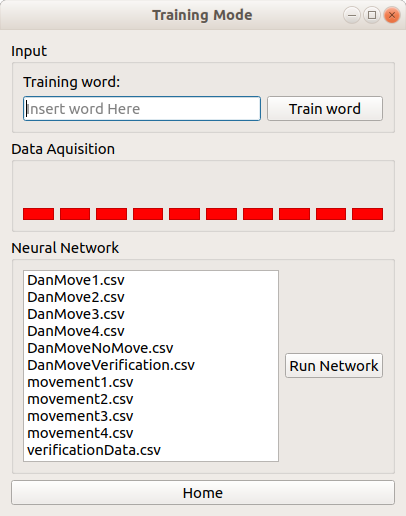 Training Mode
Input
Training word:
Insert word Here
Train word
Data Aquisition
Neural Network
DanMove1.csv
DanMove2.csv
DanMove3.csv
DanMove4.csv
DanMoveNoMove.csv
DanMoveVerification.csv
movement1.csv
movement2.csv
movement3.csv
movement4.csv
verificationData.csv
Run Network
Home